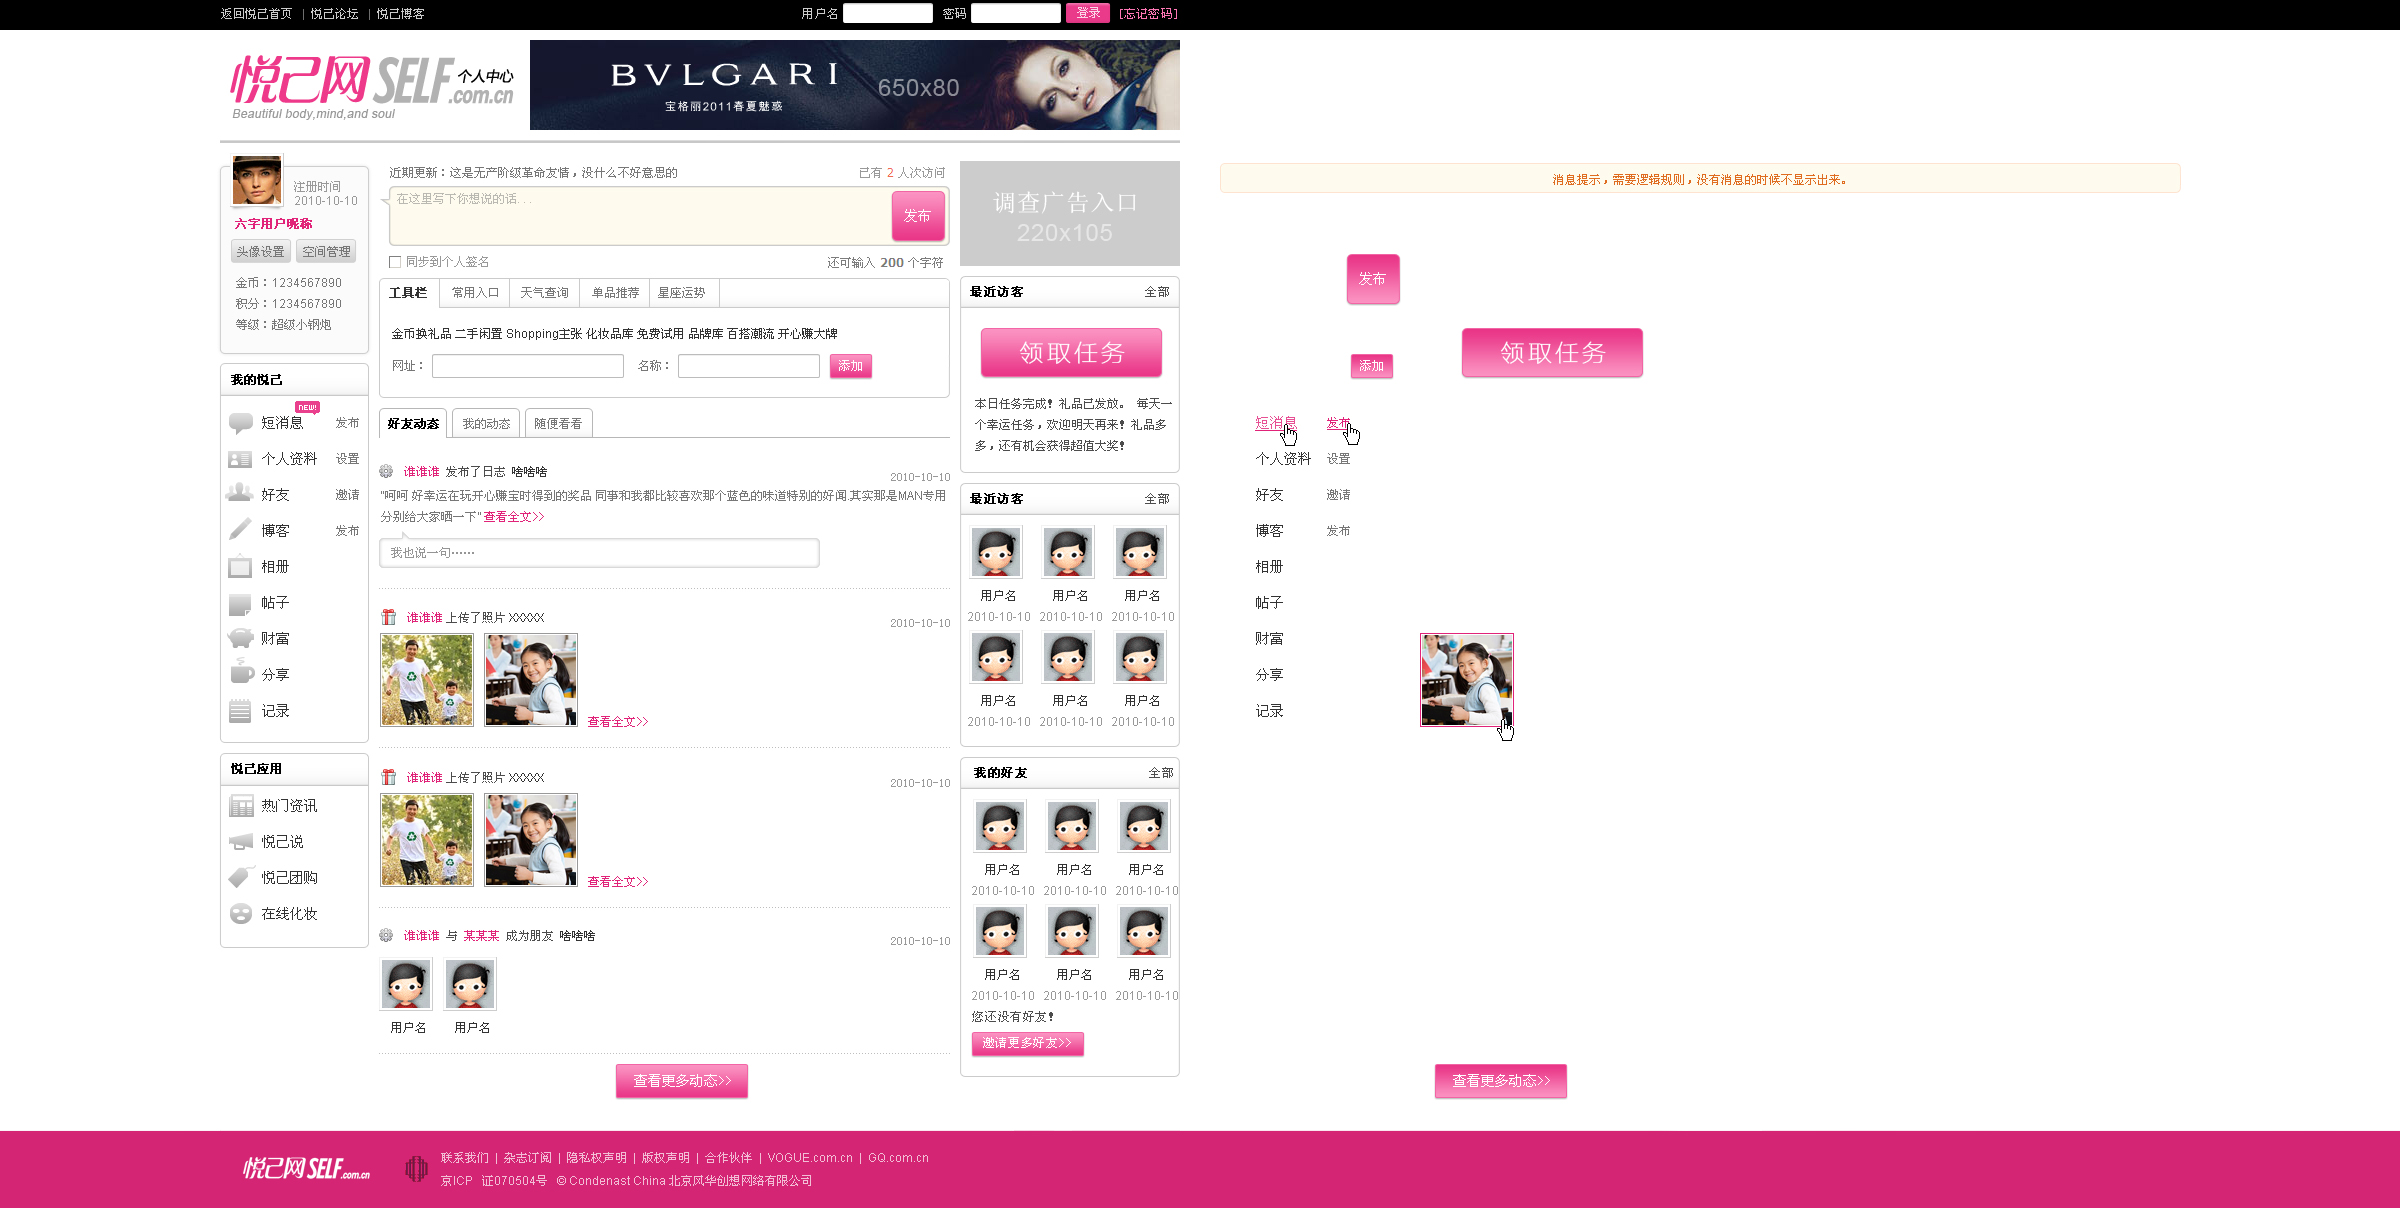 返回悦己首页 | 悦己论坛 | 悦己博客 用户名 密码 登录 [忘记密码]
悦己网SELF.com.cn 个人中心
Beautiful body,mind,and soul
BVLGARI 650x80
宝格丽2011春夏魅惑
注册时间
2010-10-10
六字用户昵称
头像设置 空间管理
金币：1234567890
积分：1234567890
等级：超级小钢炮
我的悦己
NEW!
短消息 发布
个人资料 设置
好友 邀请
博客 发布
相册
帖子
财富
分享
记录
悦己应用
热门资讯
悦己说
悦己团购
在线化妆
近期更新：这是无产阶级革命友情，没什么不好意思的 已有 2 人次访问
在这里写下你想说的话...
发布
同步到个人签名 还可输入 200 个字符
工具栏 常用入口 天气查询 单品推荐 星座运势
金币换礼品 二手闲置 Shopping主张 化妆品库 免费试用 品牌库 百搭潮流 开心赚大牌
网址： 名称： 添加
好友动态 我的动态 随便看看
谁谁谁 发布了日志 啥啥啥 2010-10-10
"呵呵 好幸运在玩开心赚宝时得到的奖品 同事和我都比较喜欢那个蓝色的味道特别的好闻.其实那是MAN专用
分别给大家晒一下"查看全文>>
我也说一句……
谁谁谁 上传了照片 XXXXX 2010-10-10
查看全文>>
谁谁谁 上传了照片 XXXXX 2010-10-10
查看全文>>
谁谁谁 与 某某某 成为朋友 啥啥啥 2010-10-10
用户名 用户名
查看更多动态>>
调查广告入口
220x105
最近访客 全部
领取任务
本日任务完成！礼品已发放。 每天一
个幸运任务，欢迎明天再来！礼品多
多，还有机会获得超值大奖！
最近访客 全部
用户名 用户名 用户名
2010-10-10 2010-10-10 2010-10-10
用户名 用户名 用户名
2010-10-10 2010-10-10 2010-10-10
我的好友 全部
用户名 用户名 用户名
2010-10-10 2010-10-10 2010-10-10
用户名 用户名 用户名
2010-10-10 2010-10-10 2010-10-10
您还没有好友！
邀请更多好友>>
消息提示，需要逻辑规则，没有消息的时候不显示出来。
发布
领取任务
添加
短消息 发布
个人资料 设置
好友 邀请
博客 发布
相册
帖子
财富
分享
记录
查看更多动态>>
悦己网SELF.com.cn
联系我们 | 杂志订阅 | 隐私权声明 | 版权声明 | 合作伙伴 | VOGUE.com.cn | GQ.com.cn
京ICP 证070504号 © Condenast China 北京风华创想网络有限公司